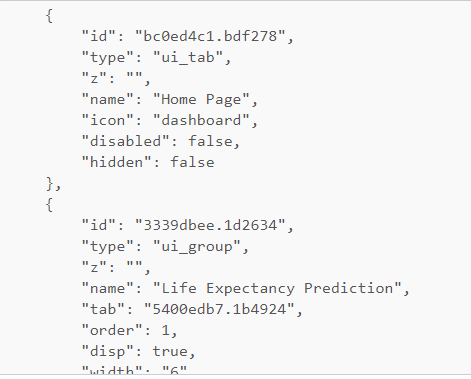 {
"id": "bc0ed4c1.bdf278",
"type": "ui_tab",
"z": "",
"name": "Home Page",
"icon": "dashboard",
"disabled": false,
"hidden": false
},
{
"id": "3339dbee.1d2634",
"type": "ui_group",
"z": "",
"name": "Life Expectancy Prediction",
"tab": "5400edb7.1b4924",
"order": 1,
"disp": true,
"width": "6"